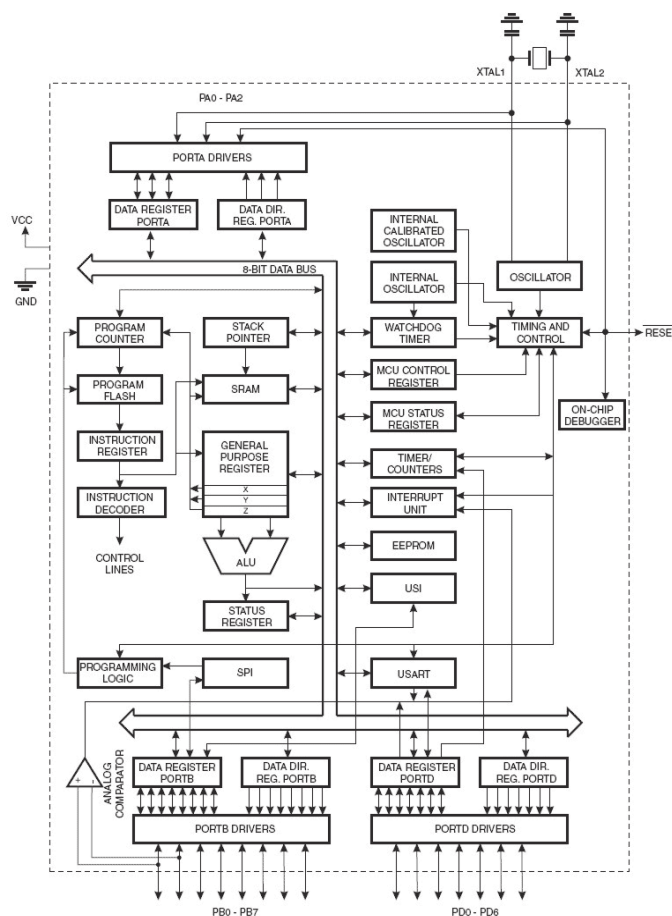 XTAL1
XTAL2
PA0 - PA2
PORTA DRIVERS
DATA REGISTER
PORTA
DATA DIR.
REG. PORTA
VCC
GND
8-BIT DATA BUS
INTERNAL
CALIBRATED
OSCILLATOR
INTERNAL
OSCILLATOR
OSCILLATOR
PROGRAM
COUNTER
STACK
POINTER
WATCHDOG
TIMER
TIMING AND
CONTROL
RESE
PROGRAM
FLASH
SRAM
MCU CONTROL
REGISTER
MCU STATUS
REGISTER
ON-CHIP
DEBUGGER
INSTRUCTION
REGISTER
GENERAL
PURPOSE
REGISTER
X
Y
Z
TIMER/
COUNTERS
INSTRUCTION
DECODER
INTERRUPT
UNIT
CONTROL
LINES
ALU
EEPROM
STATUS
REGISTER
USI
PROGRAMMING
LOGIC
SPI
USART
ANALOG
COMPARATOR
+
-
DATA REGISTER
PORTB
DATA DIR.
REG. PORTB
DATA REGISTER
PORTD
DATA DIR.
REG. PORTD
PORTB DRIVERS
PORTD DRIVERS
PB0 - PB7
PD0 - PD6